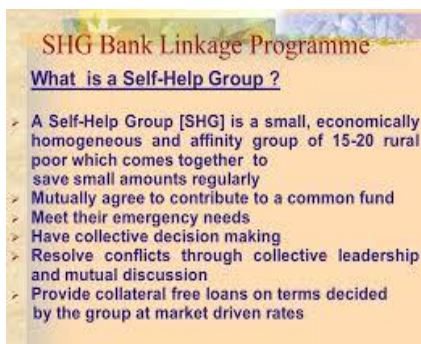 SHG Bank Linkage Programme
What is a Self-Help Group ?
➢ A Self-Help Group [SHG] is a small, economically
homogeneous and affinity group of 15-20 rural
poor which comes together to
save small amounts regularly
➢ Mutually agree to contribute to a common fund
➢ Meet their emergency needs
➢ Have collective decision making
➢ Resolve conflicts through collective leadership
and mutual discussion
➢ Provide collateral free loans on terms decided
by the group at market driven rates